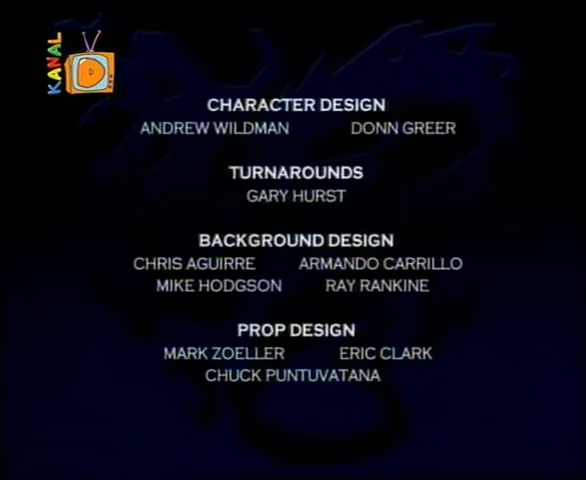 KANAL D
CHARACTER DESIGN
ANDREW WILDMAN DONN GREER
TURNAROUNDS
GARY HURST
BACKGROUND DESIGN
CHRIS AGUIRRE ARMANDO CARRILLO
MIKE HODGSON RAY RANKINE
PROP DESIGN
MARK ZOELLER ERIC CLARK
CHUCK PUNTUVATANA